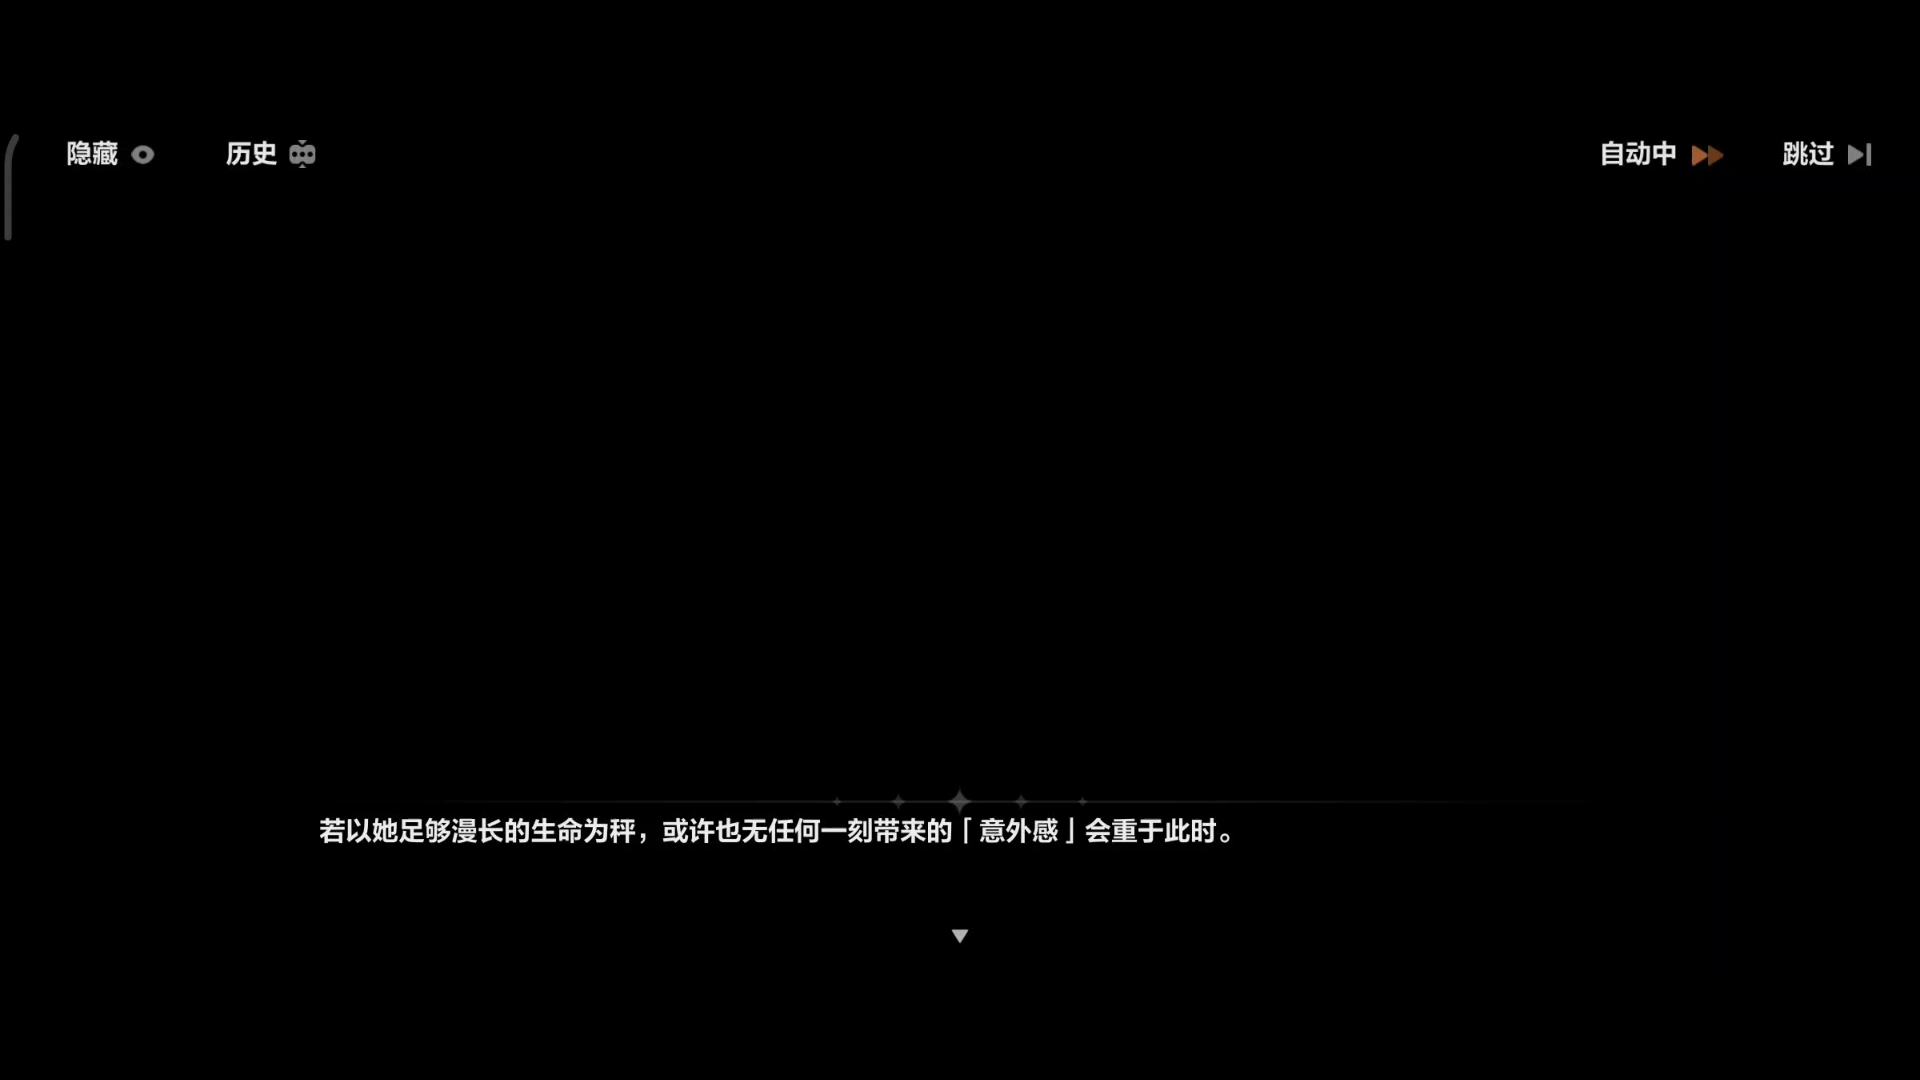 隐藏
历史
自动中
跳过
若以她足够漫长的生命为秤，或许也无任何一刻带来的「意外感」会重于此时。